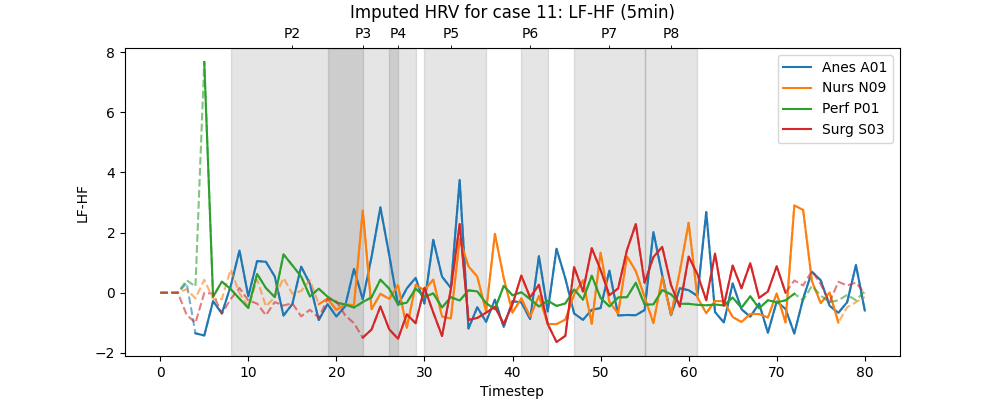 Imputed HRV for case 11: LF-HF (5min)
P2 P3 P4 P5 P6 P7 P8
Anes A01
Nurs N09
Perf P01
Surg S03
LF-HF
8
6
4
2
0
−2
0 10 20 30 40 50 60 70 80
Timestep